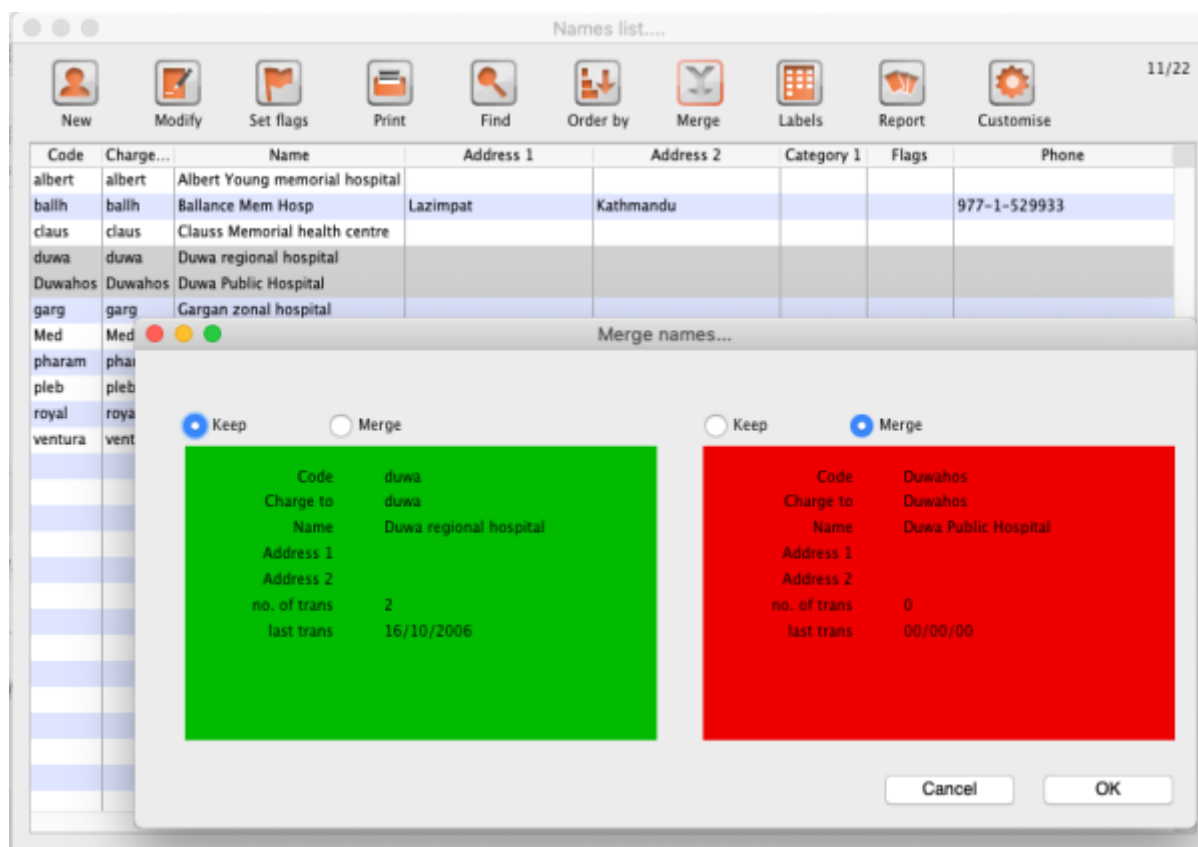 Names list....
New Modify Set flags Print Find Order by Merge Labels Report Customise 11/22
Code Charge... Name Address 1 Address 2 Category 1 Flags Phone
albert albert Albert Young memorial hospital
ballh ballh Ballance Mem Hosp Lazimpat Kathmandu 977-1-529933
claus claus Clauss Memorial health centre
duwa duwa Duwa regional hospital
Duwahos Duwahos Duwa Public Hospital
garg garg Gargan zonal hospital
Med Med
pharam
pleb pleb
royal
ventura
Merge names...
Keep Merge
Code duwa
Charge to duwa
Name Duwa regional hospital
Address 1
Address 2
no. of trans 2
last trans 16/10/2006
Keep Merge
Code Duwahos
Charge to Duwahos
Name Duwa Public Hospital
Address 1
Address 2
no. of trans 0
last trans 00/00/00
Cancel OK